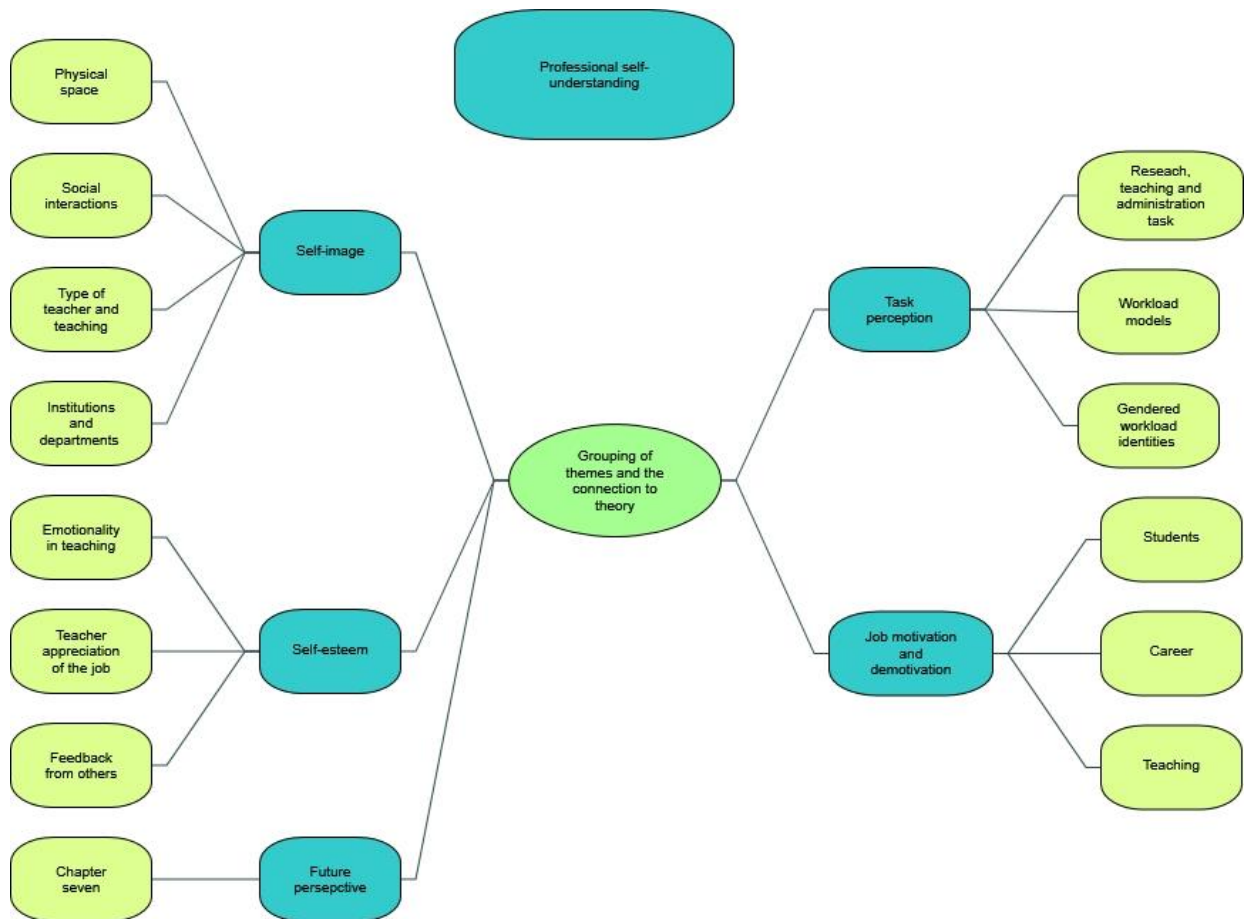 Professional self-
understanding
Physical
space
Social
interactions
Type of
teacher and
teaching
Institutions
and
departments
Self-image
Emotionality
in teaching
Teacher
appreciation
of the job
Feedback
from others
Self-esteem
Chapter
seven
Future
persepctive
Grouping of
themes and the
connection to
theory
Task
perception
Reseach,
teaching and
administration
task
Workload
models
Gendered
workload
identities
Job motivation
and
demotivation
Students
Career
Teaching